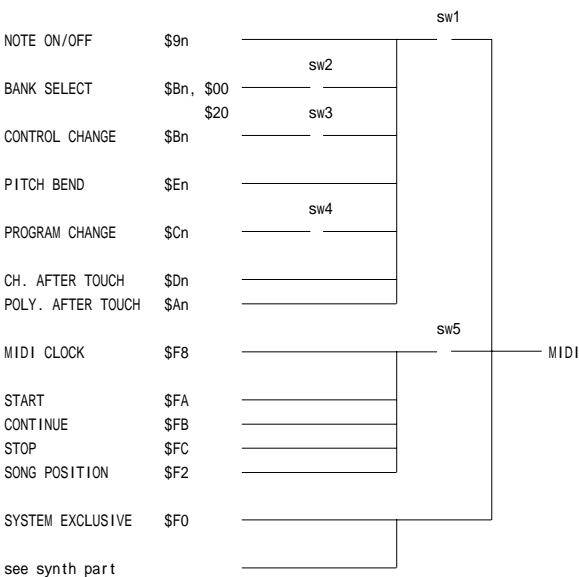 sw1
NOTE ON/OFF $9n
sw2
BANK SELECT $Bn, $00
$20 sw3
CONTROL CHANGE $Bn
PITCH BEND $En
sw4
PROGRAM CHANGE $Cn
CH. AFTER TOUCH $Dn
POLY. AFTER TOUCH $An
sw5
MIDI CLOCK $F8 MIDI
START $FA
CONTINUE $FB
STOP $FC
SONG POSITION $F2
SYSTEM EXCLUSIVE $F0
see synth part